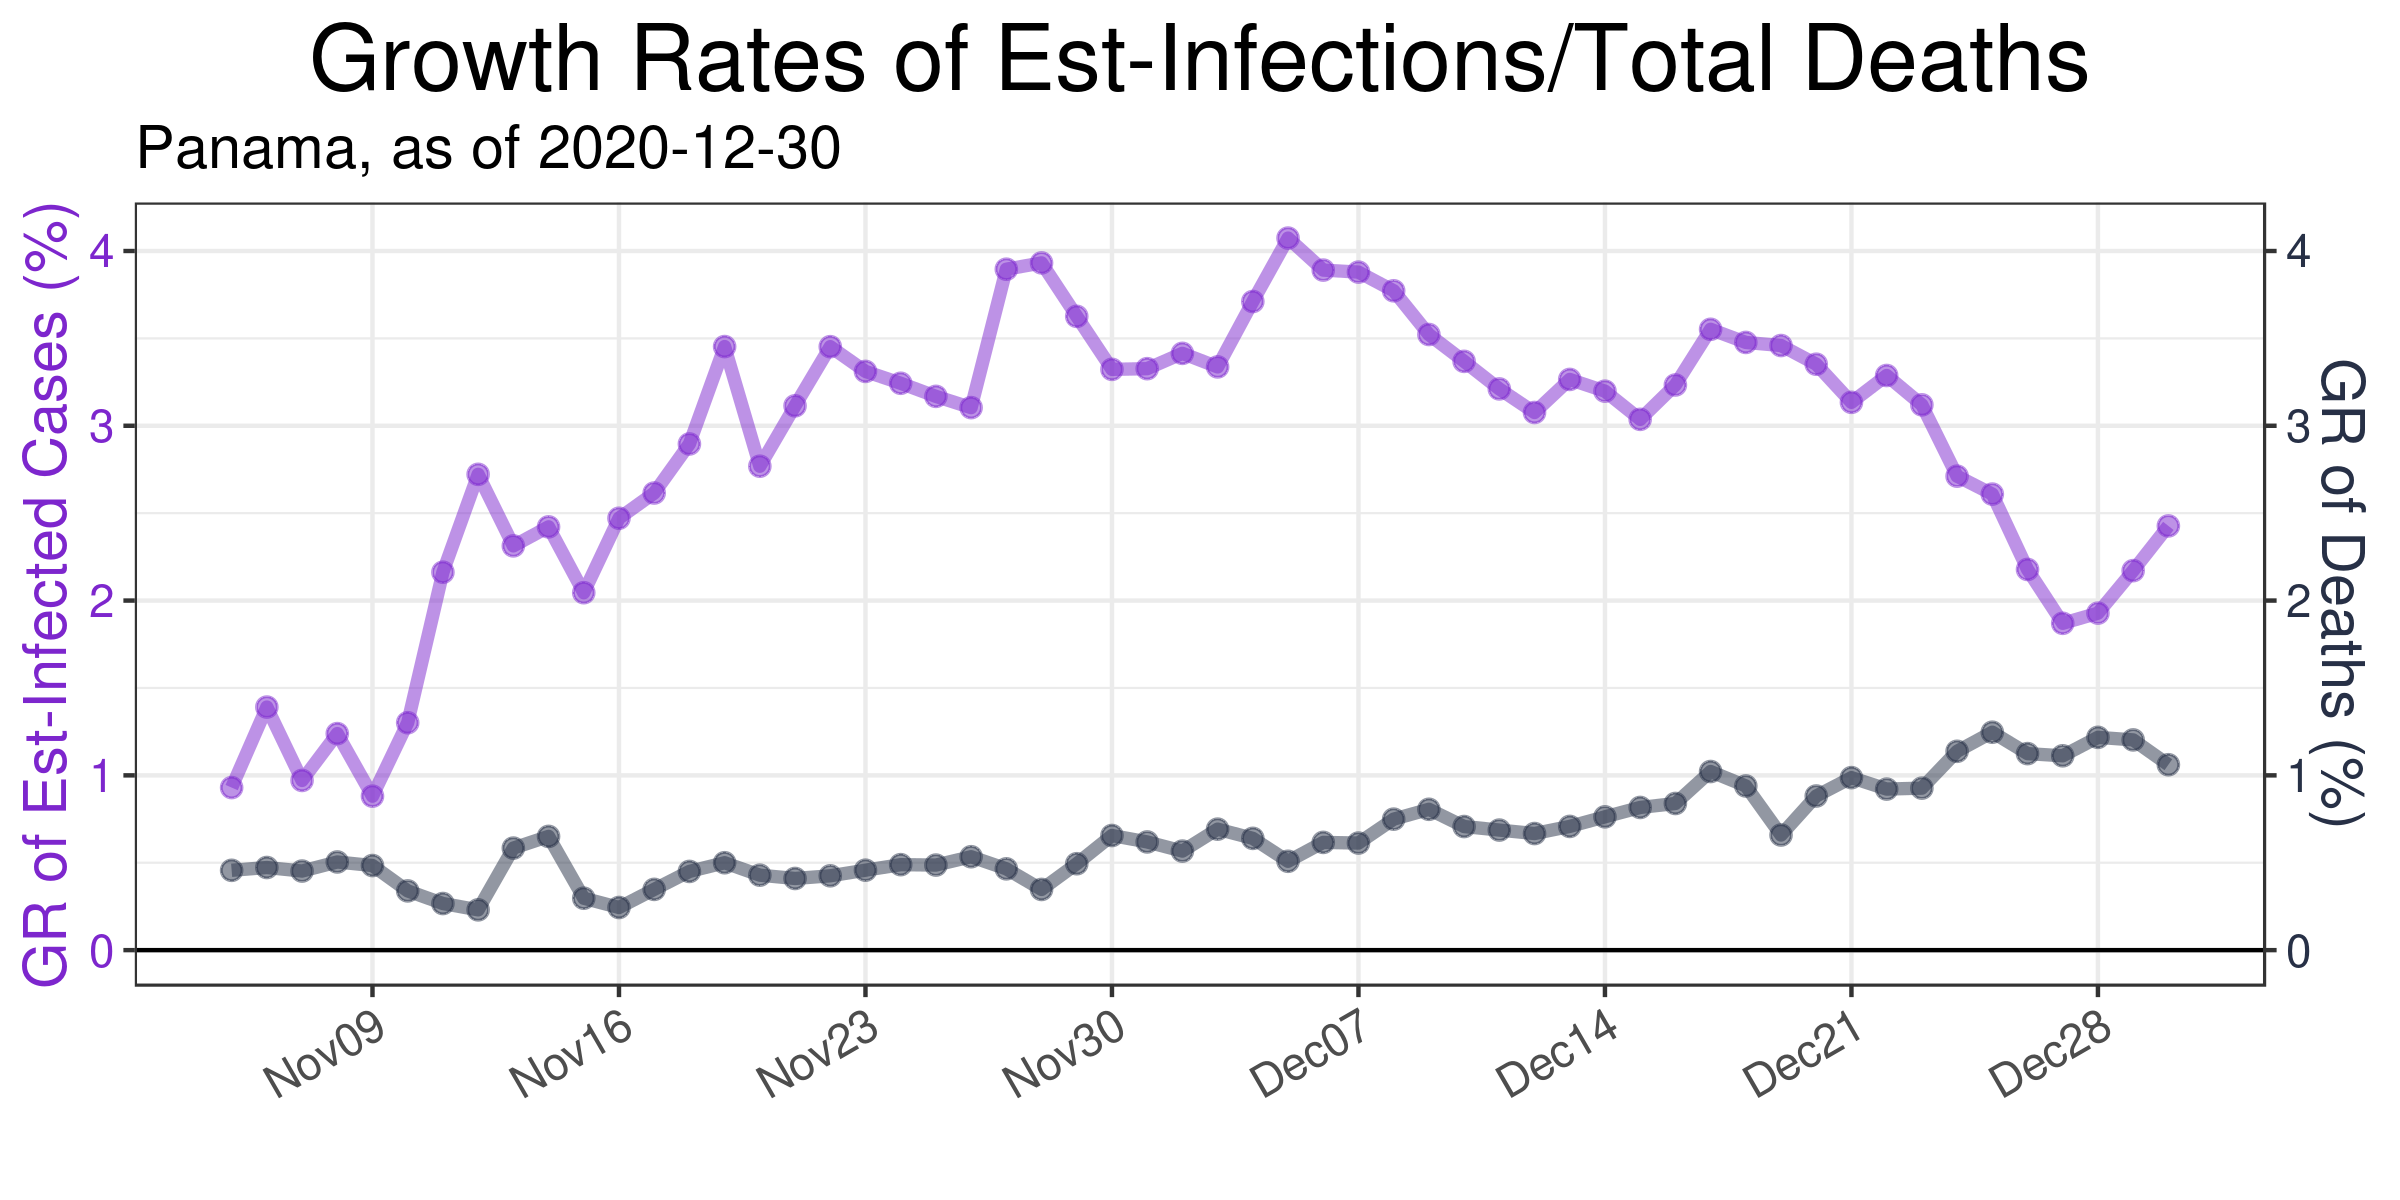 Growth Rates of Est-Infections/Total Deaths
Panama, as of 2020-12-30
GR of Est-Infected Cases (%)
4
3
2
1
0
4
3
2
1
0
GR of Deaths (%)
Nov09
Nov16
Nov23
Nov30
Dec07
Dec14
Dec21
Dec28